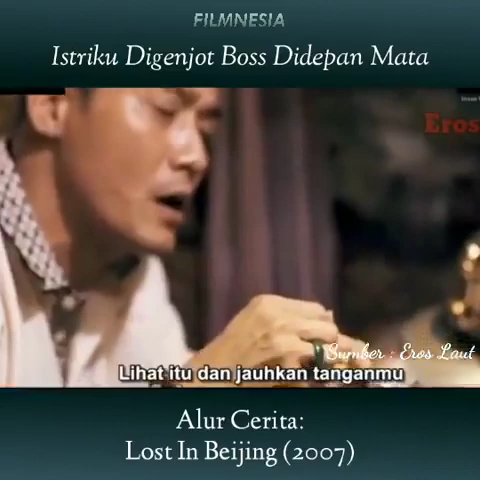 FILMNESIA
Istriku Digenjot Boss Didepan Mata
Eros
Sumber : Eros Laut
Lihat itu dan jauhkan tanganmu
Alur Cerita:
Lost In Beijing (2007)